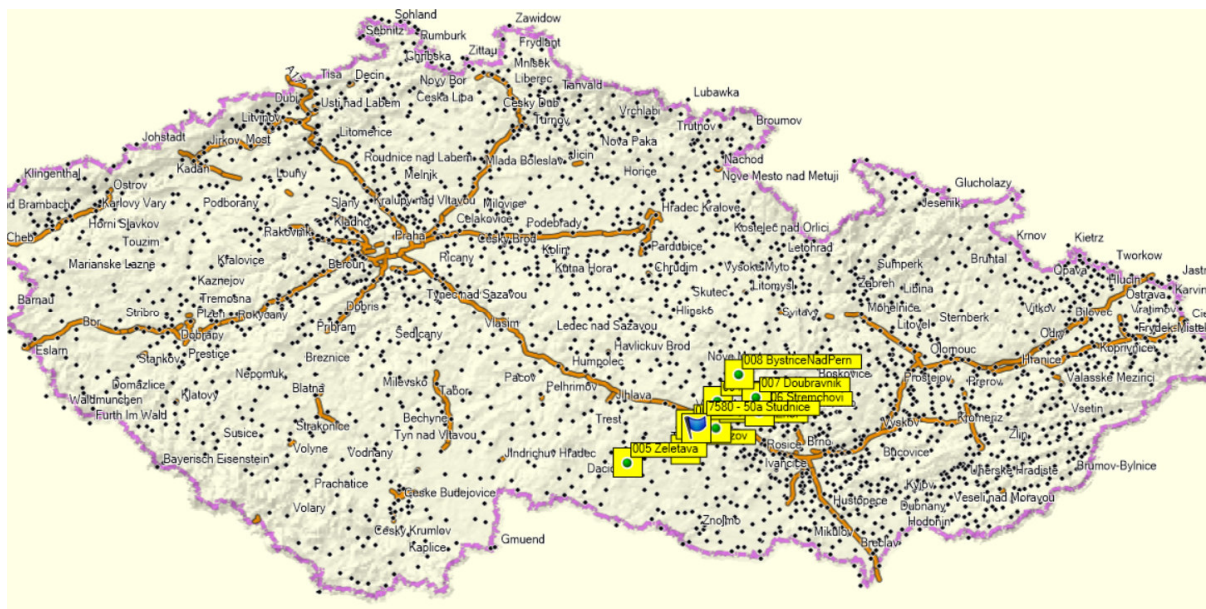 Sohland
Zawidow
Sebnitz
Rumburk
Frydlant
Chribska
Zittau
Mnisek
A17
Tisa
Decin
Novy Bor
Liberec
Tanvald
Dubi
Usti nad Labem
Ceska Lipa
Cesky Dub
Lubawka
Litvinov
Vrchlabi
Turnov
Broumov
Johstadt
Jirkov
Most
Litomerice
Trutnov
Nova Paka
Roudnice nad Labem
Mlada Boleslav
Jicin
Nachod
Klingenthal
Kadan
Louny
Melnik
Horice
Nove Mesto nad Metuji
Ostrov
Glucholazy
ad Brambach
Karlovy Vary
Podborany
Slany
Kralupy nad Vltavou
Milovice
Hradec Kralove
Jesenik
Horni Slavkov
Kladno
Celakovice
Podebrady
Kostelec nad Orlici
Cheb
Touzim
Rakovnik
Praha
Cesky Brod
Krnov
Kietrz
Kolin
Pardubice
Letohrad
Tworkow
Marianske Lazne
Kralovice
Beroun
Ricany
Kutna Hora
Chrudim
Vysoke Myto
Sumperk
Bruntal
Opava
Hlucin
Jastr
Kaznejov
Zabreh
Libina
Karvin
Barnau
Tremosna
Dobris
Tynec nad Sazavou
Skutec
Litomysl
Ostrava
Stribro
Plzen
Rokycany
Hlinsko
Svitavy
Mohelnice
Vitkov
Bilovec
Vratimov
Bor
Pribram
Vlasim
Sternberk
Cie
Dobrany
Sedlcany
Ledec nad Sazavou
Litovel
Odry
Frydek-Mistek
Eslarn
Stankov
Prestice
Breznice
Havlickuv Brod
Olomouc
Koprivnice
Humpolec
Nove M
008 BystriceNadPern
Hranice
Nepomuk
Pacov
Boskovice
Prostejov
Prerov
Valasske Mezirici
Domazlice
Blatna
Milevsko
Tabor
Pelhrimov
Jihlava
007 Doubravnik
Waldmunchen
Klatovy
06 Stremchovi
Furth Im Wald
Bechyne
7580 - 50a Studnice
Vsetin
Strakonice
Trest
Vyskov
Kromeriz
Susice
Tyn nad Vltavou
zov
Rosice
Brno
Zlin
Volyne
005 Zeletava
Bucovice
Bayerisch Eisenstein
Vodnany
JIndrichuv Hradec
Dacic
Ivancice
Uherske Hradiste
Brumov-Bylnice
Prachatice
Ceske Budejovice
Kyjov
Volary
Hustopece
Dubnany
Veseli nad Moravou
Cesky Krumlov
Znojmo
Mikulov
Hodonin
Kaplice
Gmuend
Breclav